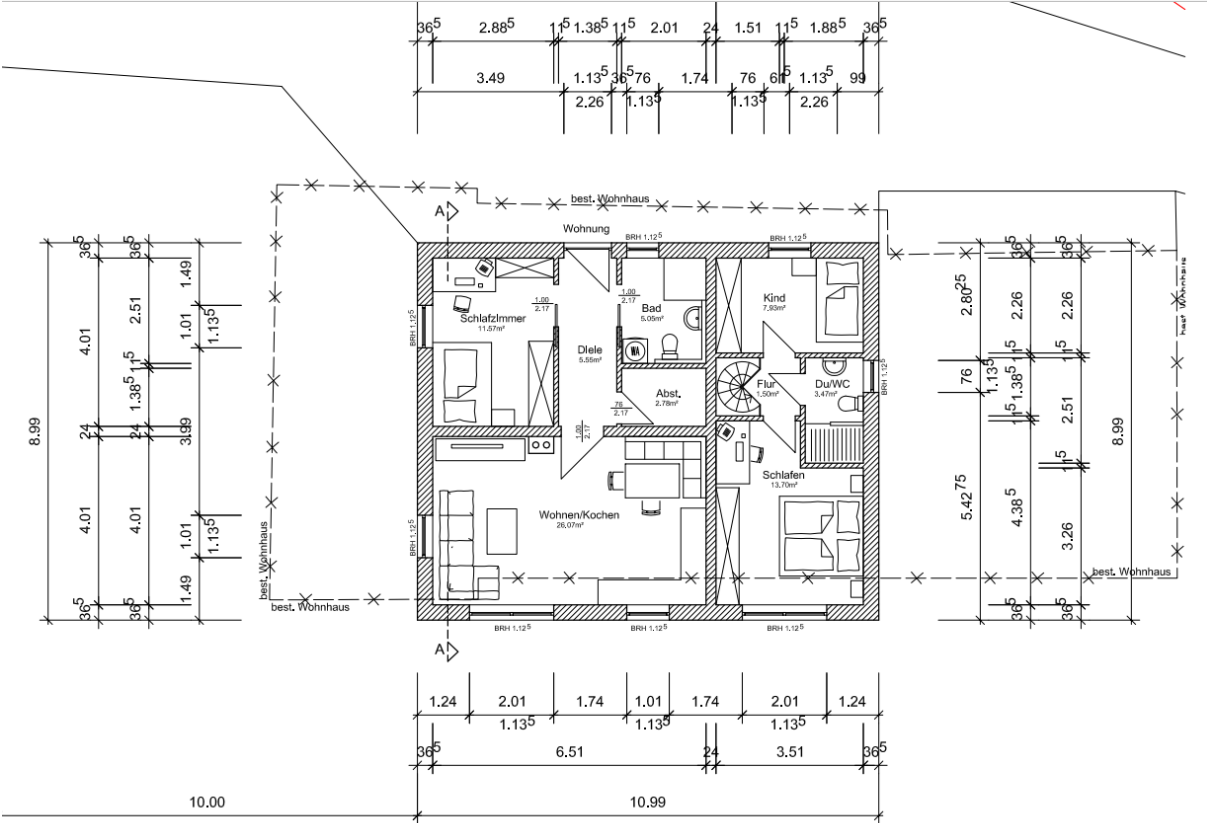 36⁵ 2.88⁵ 11⁵ 1.38⁵ 11⁵ 2.01 24 1.51 11⁵ 1.88⁵ 36⁵
3.49 1.13⁵ 36⁵ 76 1.74 76 61⁵ 1.13⁵ 99
2.26 1.13⁵ 1.13⁵ 2.26
best. Wohnhaus
A
Wohnung
BRH 1.12⁵
BRH 1.12⁵
36⁵ 36⁵ 1.49
4.01 2.51 1.01 1.13⁵
11⁵
1.38⁵
8.99
24 24 3.99
4.01 4.01 1.01 1.13⁵
36⁵ 36⁵ 1.49
BRH 1.12⁵
SchlafzImmer
11.57m²
1.00
2.17
DIele
5.55m²
1.00
2.17
Bad
5.05m²
WA
Kind
7.93m²
Abst.
2.78m²
76
2.17
1.00
2.17
Flur
1.50m²
Du/WC
3.47m²
BRH 1.12⁵
Schlafen
13.70m²
Wohnen/Kochen
26.07m²
BRH 1.12⁵
2.80²⁵ 36⁵ 36⁵
2.26 2.26
76 1.13⁵ 11⁵ 11⁵
1.38⁵ 2.51
11⁵
8.99
5.42⁷⁵ 4.38⁵ 11⁵
3.26
36⁵ 36⁵
best. Wohnhaus
best. Wohnhaus
best. Wohnhaus
best. Wohnhaus
BRH 1.12⁵ BRH 1.12⁵ BRH 1.12⁵
A
1.24 2.01 1.74 1.01 1.74 2.01 1.24
1.13⁵ 1.13⁵ 1.13⁵
36⁵ 6.51 24 3.51 36⁵
10.00 10.99